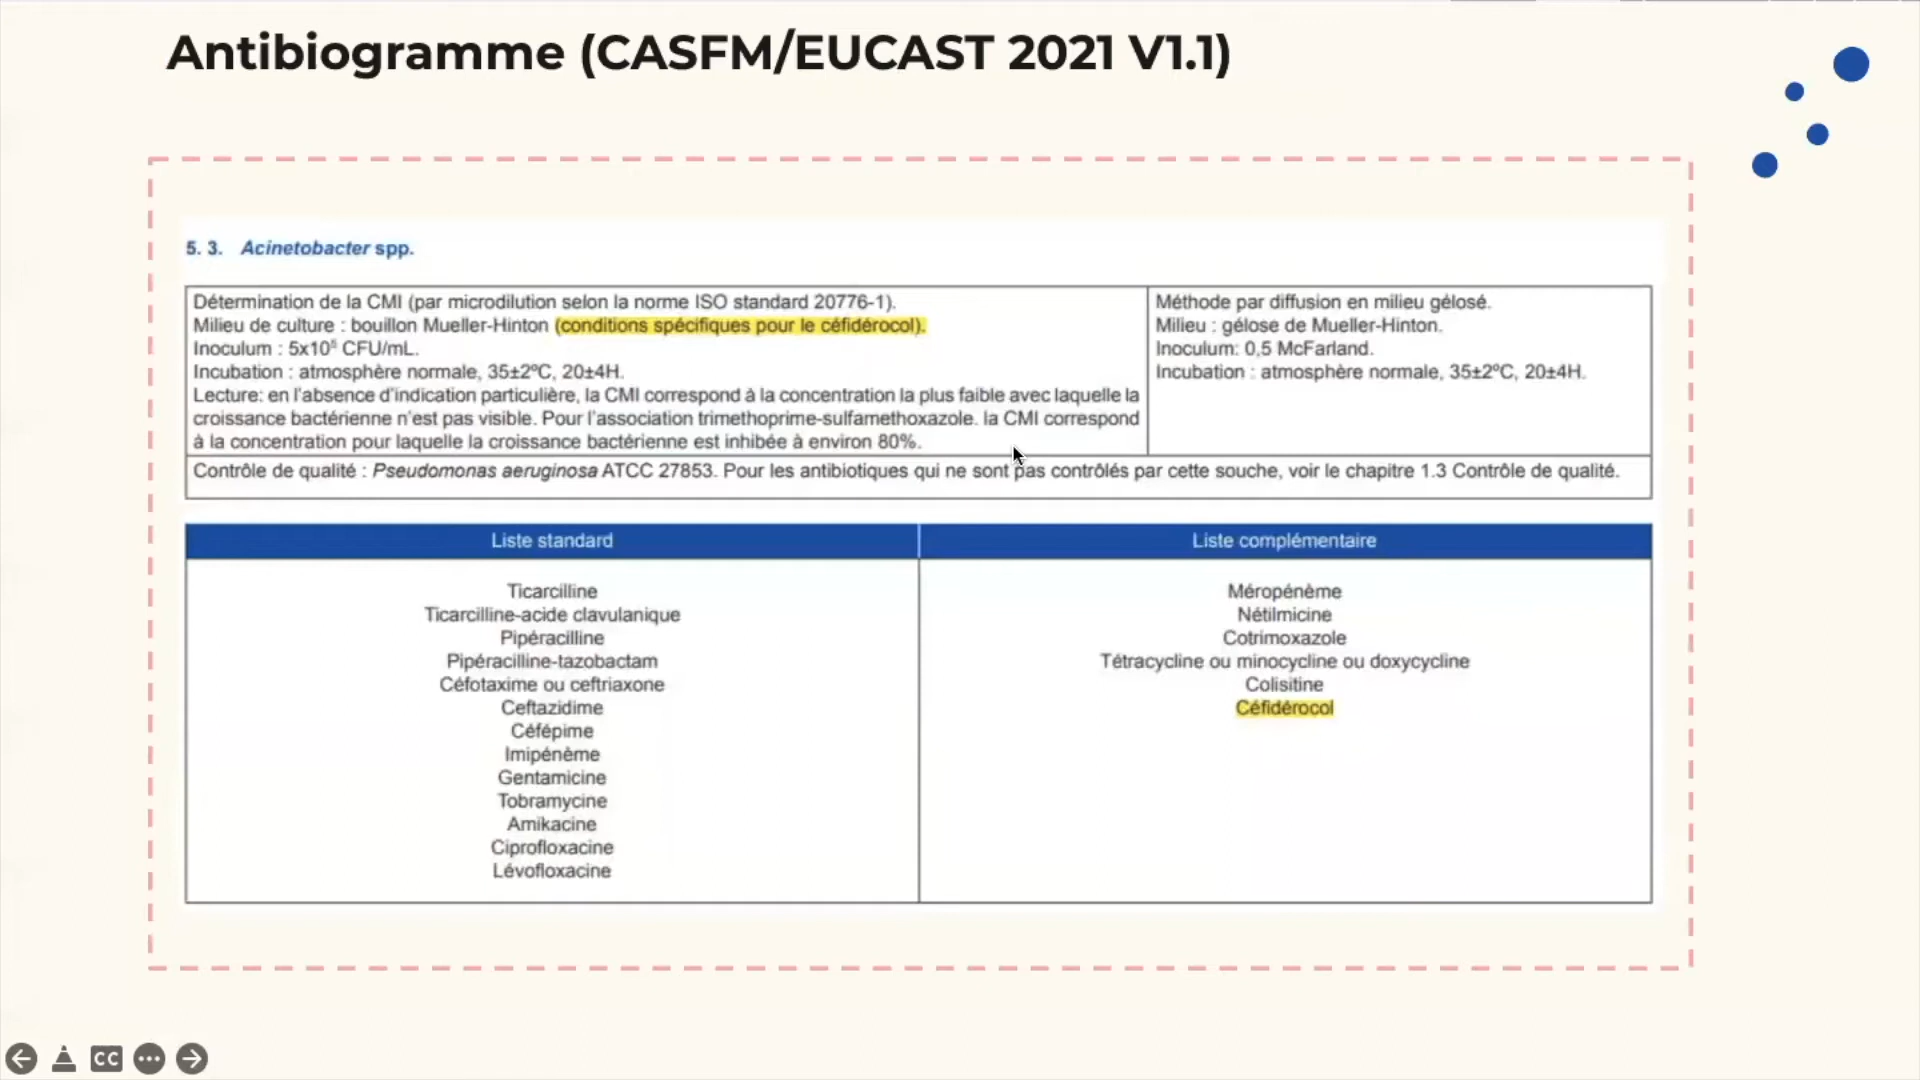 Antibiogramme (CASFM/EUCAST 2021 V1.1)
5. 3. Acinetobacter spp.
Détermination de la CMI (par microdilution selon la norme ISO standard 20776-1).
Milieu de culture : bouillon Mueller-Hinton (conditions spécifiques pour le céfidérocol).
Inoculum : 5x10⁵ CFU/mL.
Incubation : atmosphère normale, 35±2ºC, 20±4H.
Lecture: en l'absence d'indication particulière, la CMI correspond à la concentration la plus faible avec laquelle la
croissance bactérienne n'est pas visible. Pour l'association trimethoprime-sulfamethoxazole. la CMI correspond
à la concentration pour laquelle la croissance bactérienne est inhibée à environ 80%.
Méthode par diffusion en milieu gélosé.
Milieu : gélose de Mueller-Hinton.
Inoculum: 0,5 McFarland.
Incubation : atmosphère normale, 35±2ºC, 20±4H.
Contrôle de qualité : Pseudomonas aeruginosa ATCC 27853. Pour les antibiotiques qui ne sont pas contrôlés par cette souche, voir le chapitre 1.3 Contrôle de qualité.
Liste standard
Ticarcilline
Ticarcilline-acide clavulanique
Pipéracilline
Pipéracilline-tazobactam
Céfotaxime ou ceftriaxone
Ceftazidime
Céfépime
Imipénème
Gentamicine
Tobramycine
Amikacine
Ciprofloxacine
Lévofloxacine
Liste complémentaire
Méropénème
Nétilmicine
Cotrimoxazole
Tétracycline ou minocycline ou doxycycline
Colisitine
Céfidérocol
CC